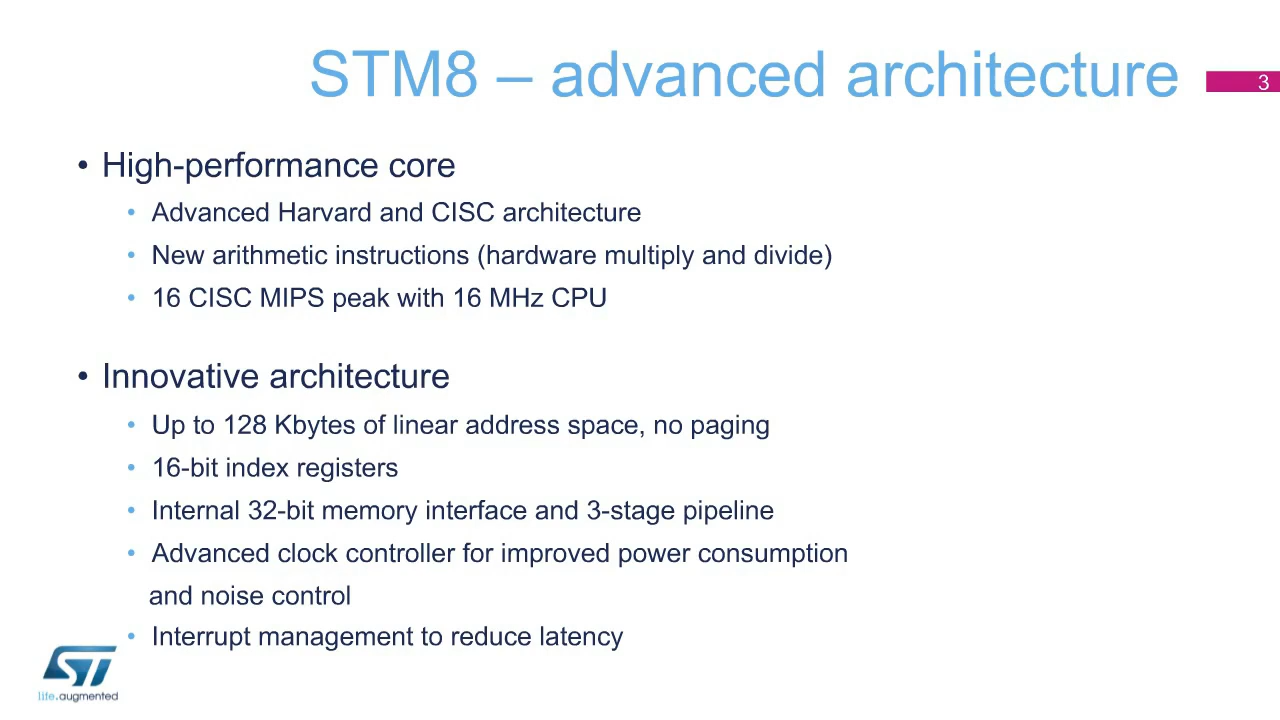 STM8 – advanced architecture
3
• High-performance core
• Advanced Harvard and CISC architecture
• New arithmetic instructions (hardware multiply and divide)
• 16 CISC MIPS peak with 16 MHz CPU
• Innovative architecture
• Up to 128 Kbytes of linear address space, no paging
• 16-bit index registers
• Internal 32-bit memory interface and 3-stage pipeline
• Advanced clock controller for improved power consumption
and noise control
• Interrupt management to reduce latency
ST
life.augmented